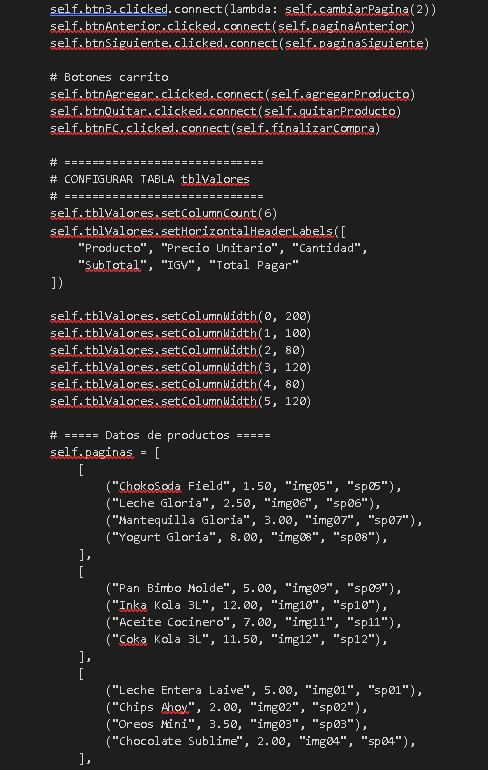 self.btn3.clicked.connect(lambda: self.cambiarPagina(2))
self.btnAnterior.clicked.connect(self.paginaAnterior)
self.btnSiguiente.clicked.connect(self.paginaSiguiente)
# Botones carrito
self.btnAgregar.clicked.connect(self.agregarProducto)
self.btnQuitar.clicked.connect(self.quitarProducto)
self.btnFC.clicked.connect(self.finalizarCompra)
# ============================
# CONFIGURAR TABLA tblValores
# ============================
self.tblValores.setColumnCount(6)
self.tblValores.setHorizontalHeaderLabels([
"Producto", "Precio Unitario", "Cantidad",
"SubTotal", "IGV", "Total Pagar"
])
self.tblValores.setColumnWidth(0, 200)
self.tblValores.setColumnWidth(1, 100)
self.tblValores.setColumnWidth(2, 80)
self.tblValores.setColumnWidth(3, 120)
self.tblValores.setColumnWidth(4, 80)
self.tblValores.setColumnWidth(5, 120)
# ===== Datos de productos =====
self.paginas = [
[
("ChokoSoda Field", 1.50, "img05", "sp05"),
("Leche Gloria", 2.50, "img06", "sp06"),
("Mantequilla Gloria", 3.00, "img07", "sp07"),
("Yogurt Gloria", 8.00, "img08", "sp08"),
],
[
("Pan Bimbo Molde", 5.00, "img09", "sp09"),
("Inka Kola 3L", 12.00, "img10", "sp10"),
("Aceite Cocinero", 7.00, "img11", "sp11"),
("Coka Kola 3L", 11.50, "img12", "sp12"),
],
[
("Leche Entera Laive", 5.00, "img01", "sp01"),
("Chips Ahoy", 2.00, "img02", "sp02"),
("Oreos Mini", 3.50, "img03", "sp03"),
("Chocolate Sublime", 2.00, "img04", "sp04"),
],